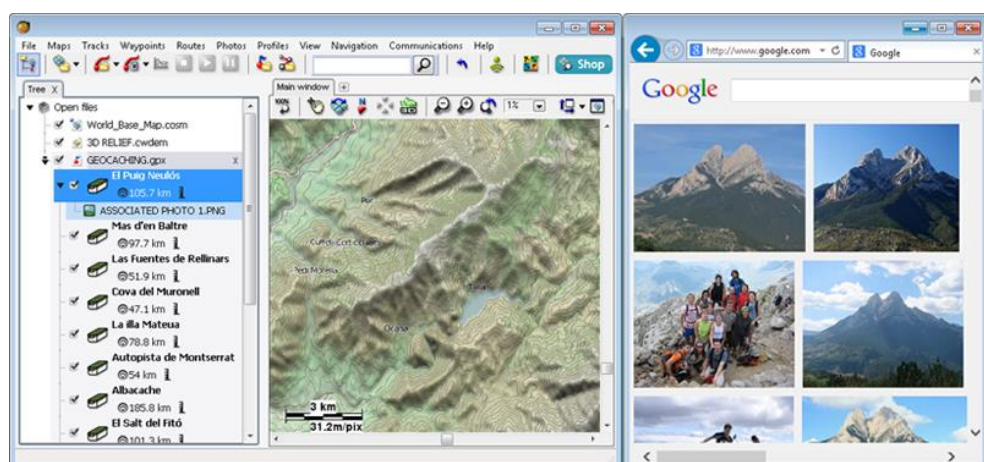 File Maps Tracks Waypoints Routes Photos Profiles View Navigation Communications Help
Shop
Tree X
Open files
World_Base_Map.cosm
3D RELIEF.cwdem
GEOCACHING.gpx x
El Puig Neulós
105.7 km
ASSOCIATED PHOTO 1.PNG
Mas d'en Baltre
97.7 km
Las Fuentes de Rellinars
51.9 km
Cova del Muronell
47.1 km
La illa Mateua
78.8 km
Autopista de Montserrat
54 km
Albacache
185.8 km
El Salt del Fitó
101.3 km
Main window
100%
1%
Ocaña
3 km
31.2m/pix
http://www.google.com
Google
Google